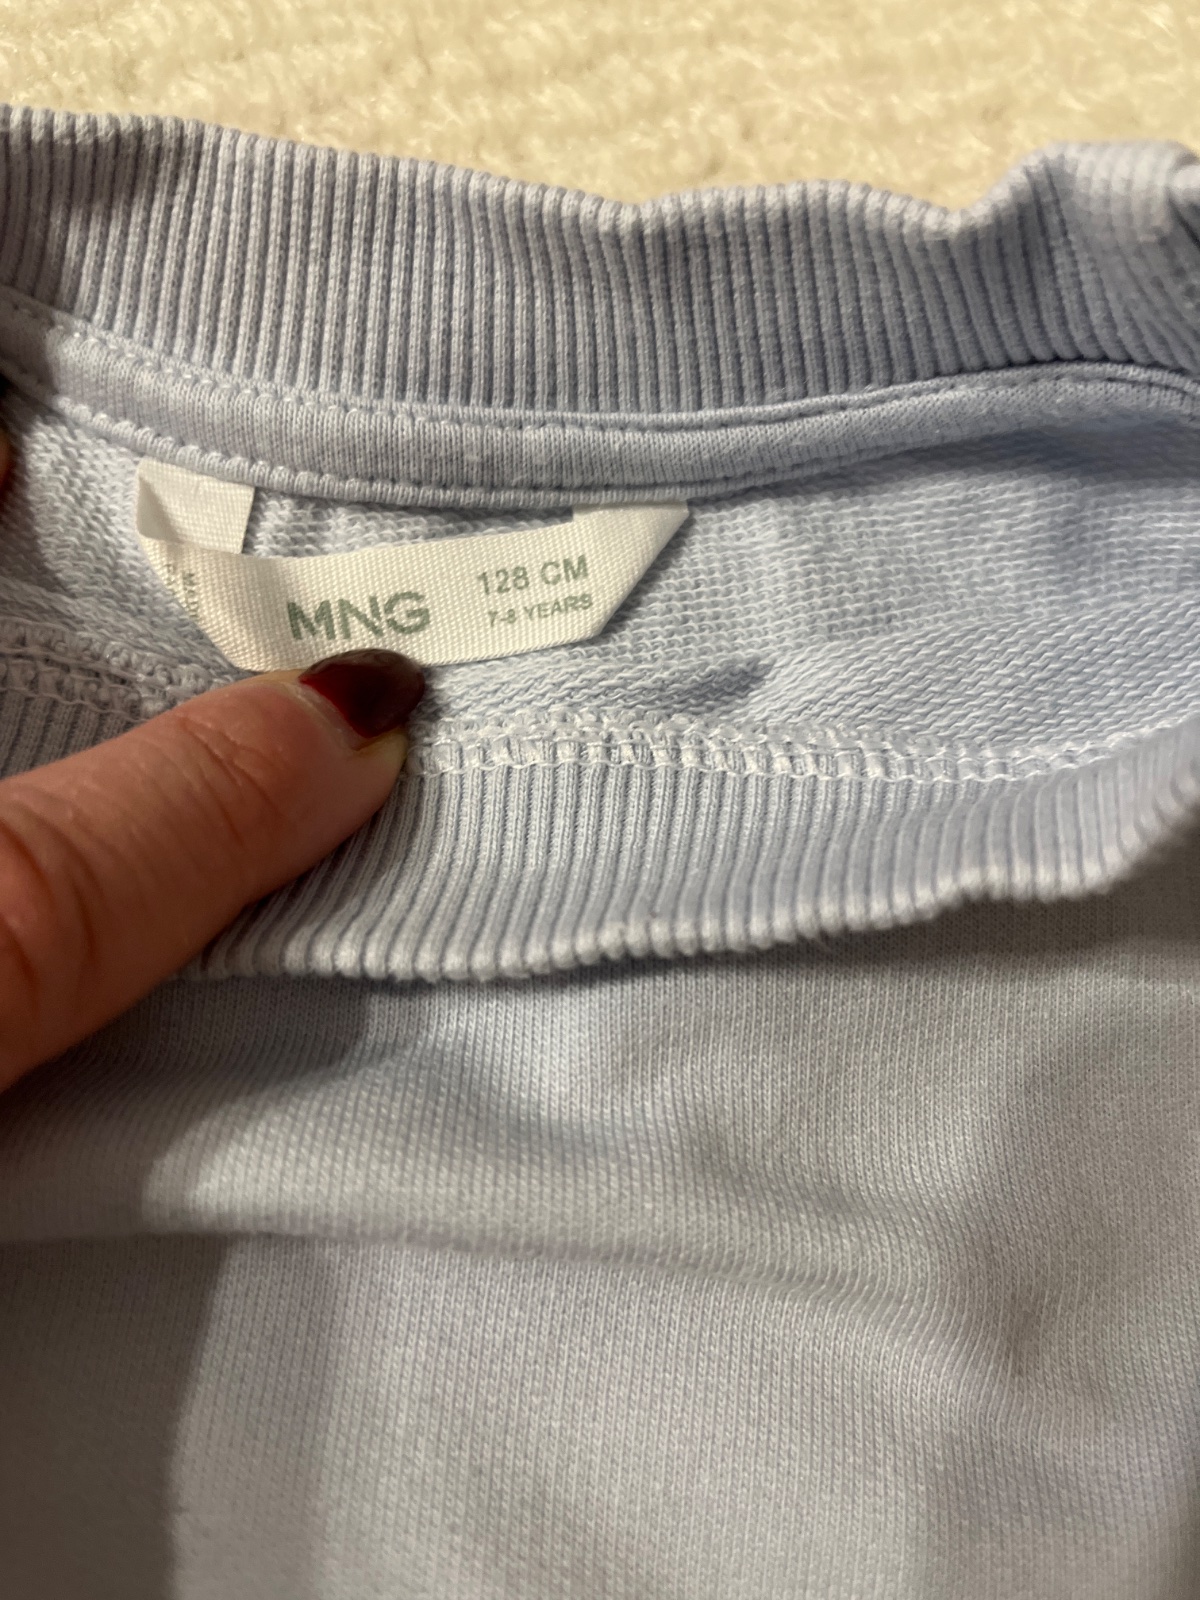 MNG
128 CM
7-8 YEARS